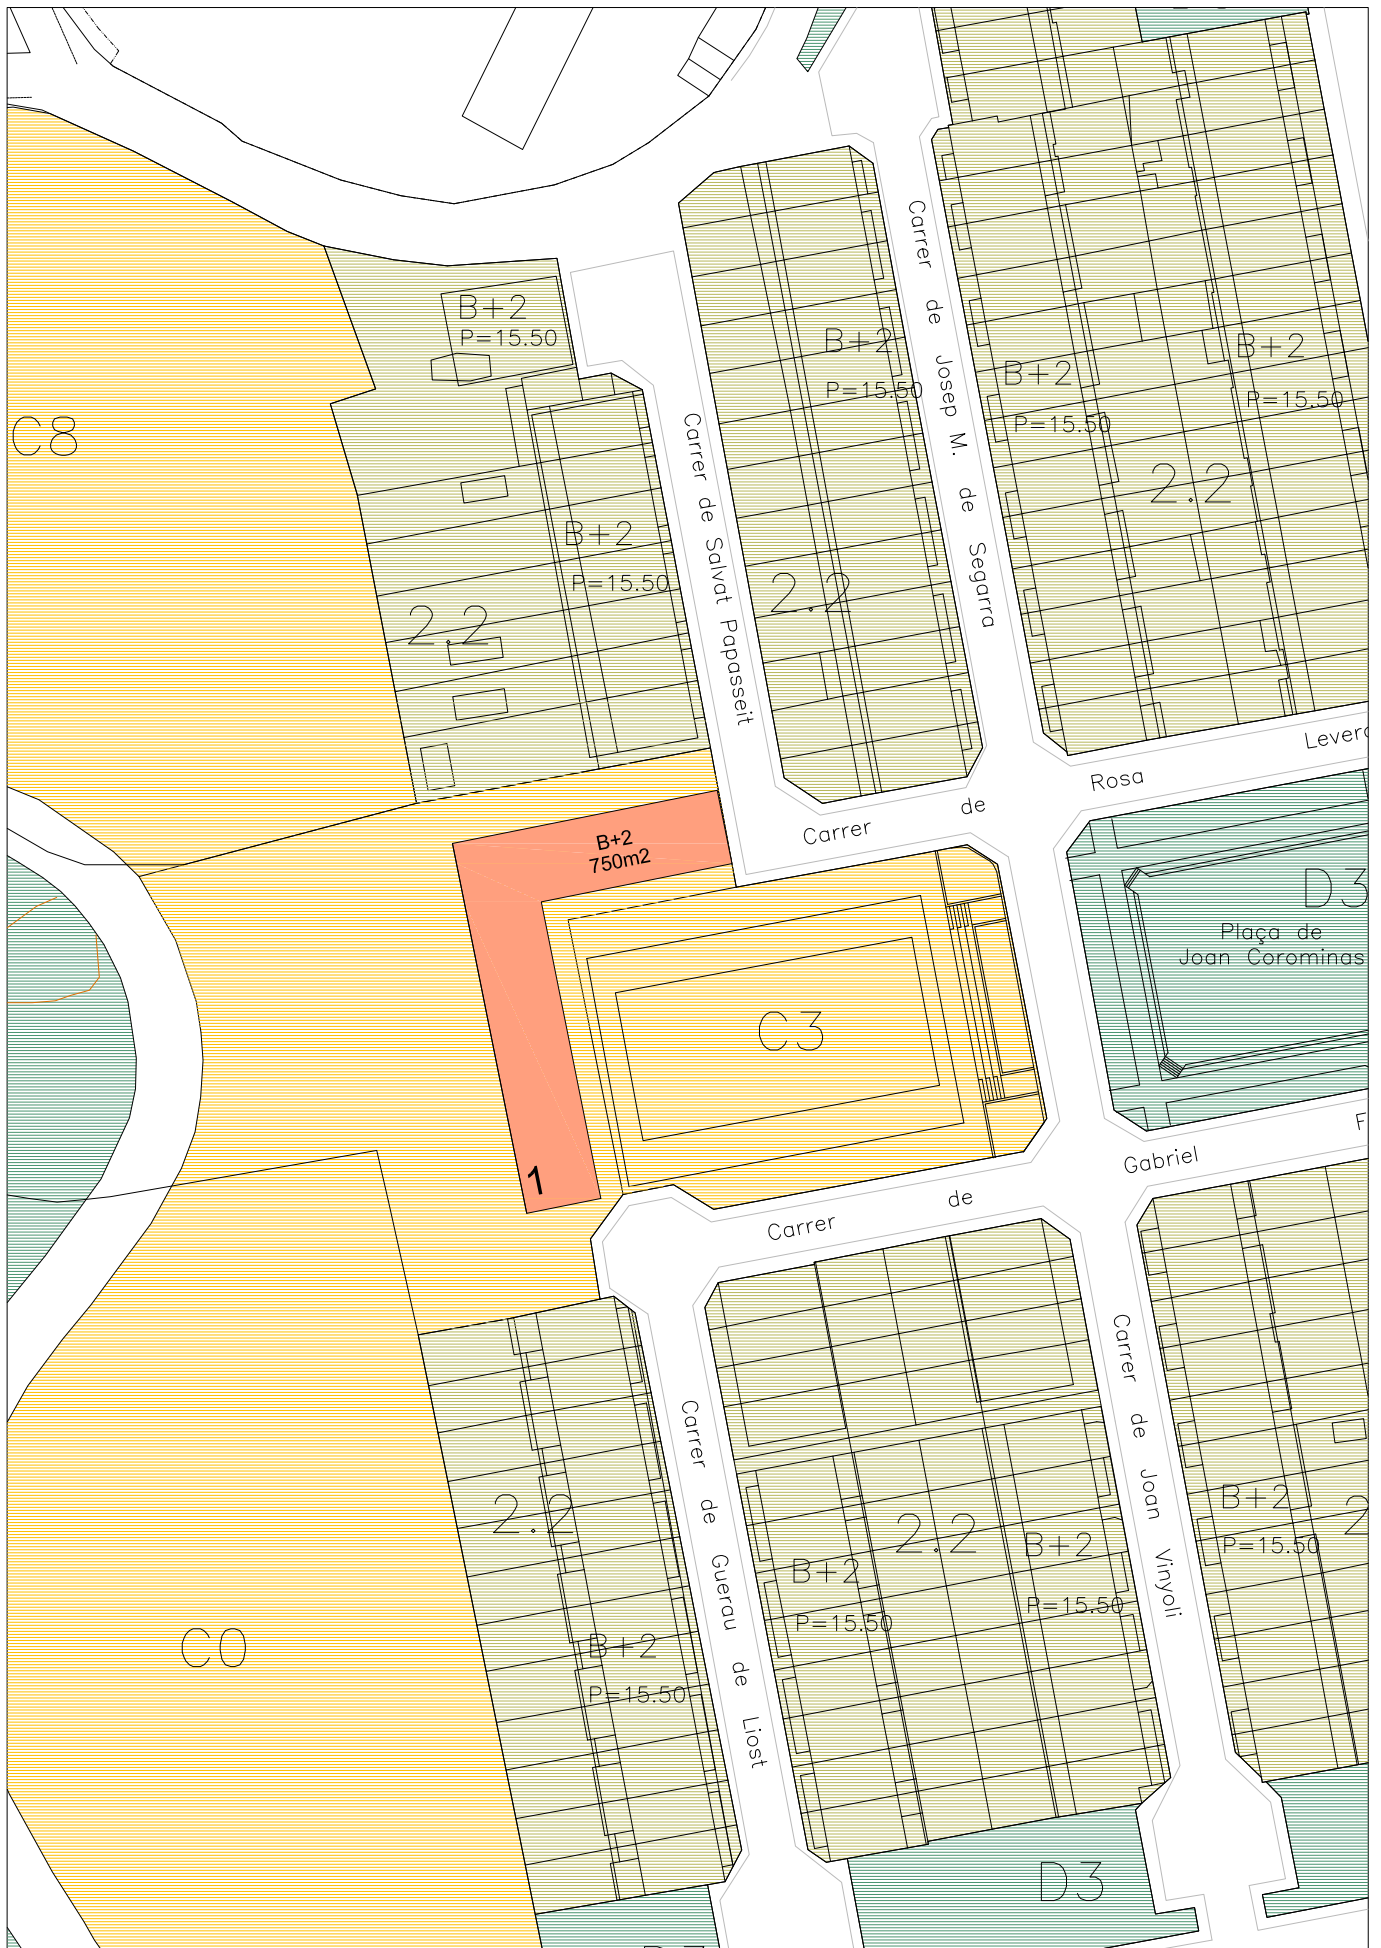 B+2
P=15.50
B+2
P=15.50
B+2
P=15.50
B+2
P=15.50
C8
2.2
B+2
P=15.50
2.2
2.2
Carrer de Salvat Papasseit
Carrer de Josep M. de Segarra
Carrer de Rosa
B+2
750m2
D3
Plaça de
Joan Corominas
C3
1
Carrer de Gabriel
Carrer de Guerau de Liost
Carrer de Joan Vinyoli
2.2
2.2
B+2
P=15.50
B+2
P=15.50
B+2
P=15.50
B+2
P=15.50
C0
D3